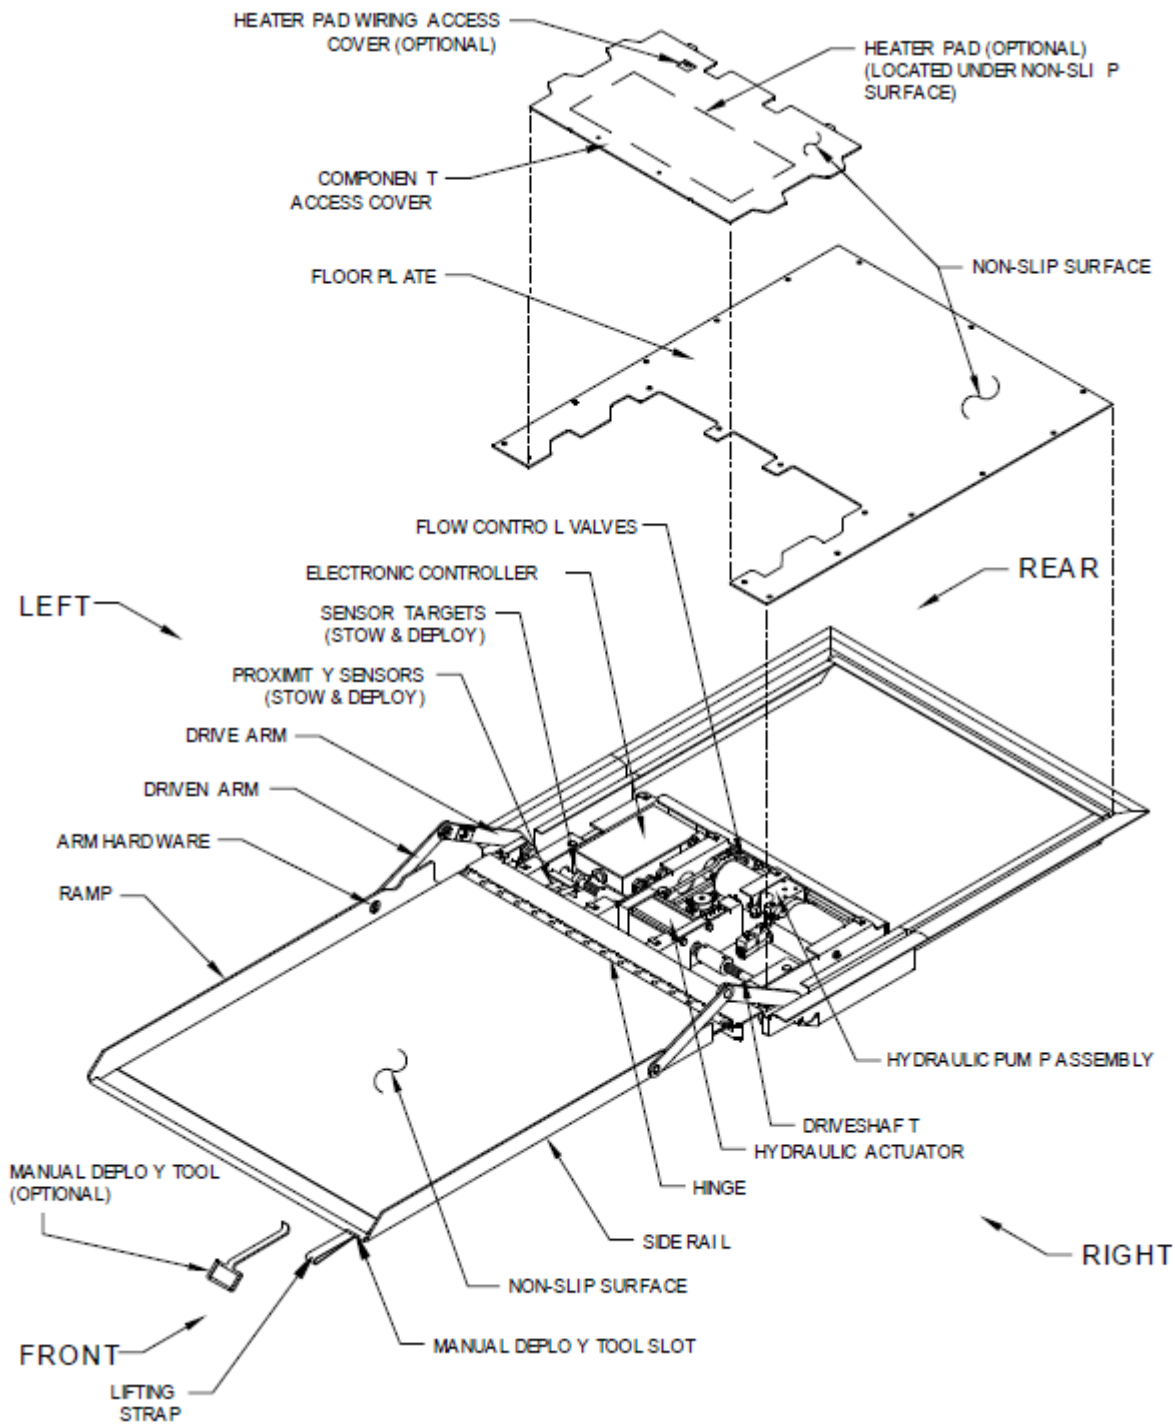 HEATER PAD WIRING ACCESS
COVER (OPTIONAL)
HEATER PAD (OPTIONAL)
(LOCATED UNDER NON-SLI P
SURFACE)
COMPONEN T
ACCESS COVER
NON-SLIP SURFACE
FLOOR PL ATE
FLOW CONTRO L VALVES
REAR
ELECTRONIC CONTROLLER
LEFT
SENSOR TARGETS
(STOW & DEPLOY)
PROXIMIT Y SENSORS
(STOW & DEPLOY)
DRIVE ARM
DRIVEN ARM
ARM HARDWARE
RAMP
HYDRAULIC PUM P ASSEMBLY
DRIVESHAF T
HYDRAULIC ACTUATOR
HINGE
MANUAL DEPLO Y TOOL
(OPTIONAL)
SIDE RAIL
RIGHT
NON-SLIP SURFACE
MANUAL DEPLO Y TOOL SLOT
FRONT
LIFTING
STRAP